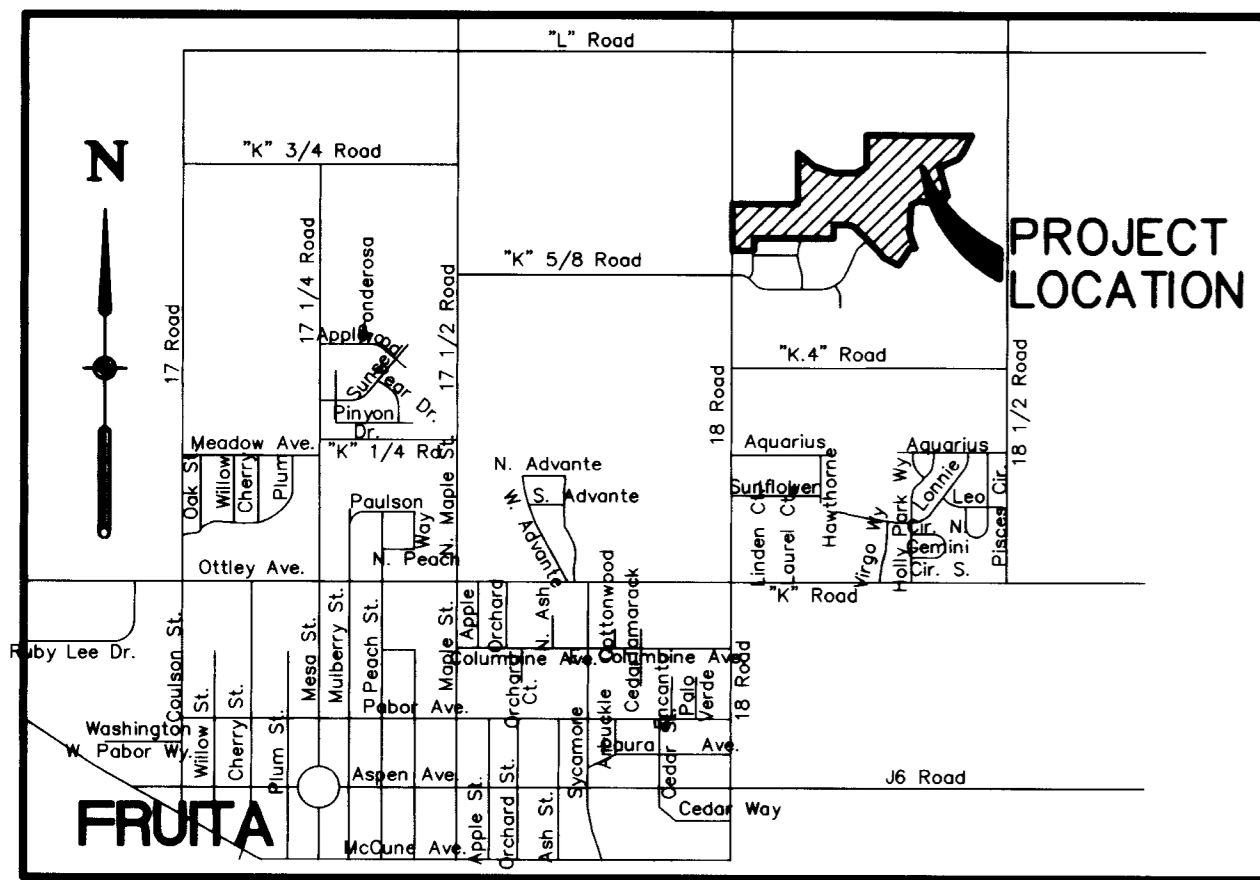 "L" Road
N
"K" 3/4 Road
17 Road
17 1/4 Road
Ponderosa
Applewood
Sunset
Pear Dr.
Pinyon
Dr.
17 1/2 Road
"K" 5/8 Road
PROJECT
LOCATION
"K.4" Road
18 Road
18 1/2 Road
Meadow Ave.
"K" 1/4 Rd.
N. Maple St.
Oak St
Willow
Cherry
Plum
Paulson
Way
N. Peach
N. Advante
S. Advante
W. Advante
Aquarius
Sunflower
Linden Ct.
Laurel Ct.
Hawthorne
Aquarius
Virgo Wy
Holly Park Wy
Lonnie
Leo
Cir. N.
Gemini
Cir. S.
Pisces Cir.
Ottley Ave.
"K" Road
Ruby Lee Dr.
Coulson St.
Mesa St.
Mulberry St.
Peach St.
Maple St.
Apple
Orchard
N. Ash
Cottonwood
Tamarack
Cedar
Columbine Ave.
Columbine Ave
Orchard
Ct.
Encanto
Palo
Verde
18 Road
Pabor Ave.
Washington
W. Pabor Wy.
Willow St.
Cherry St.
Plum St.
Sycamore
Arbuckle
Laura Ave.
Cedar St.
Aspen Ave.
J6 Road
Cedar Way
FRUITA
McCune Ave.
Apple St.
Orchard St.
Ash St.